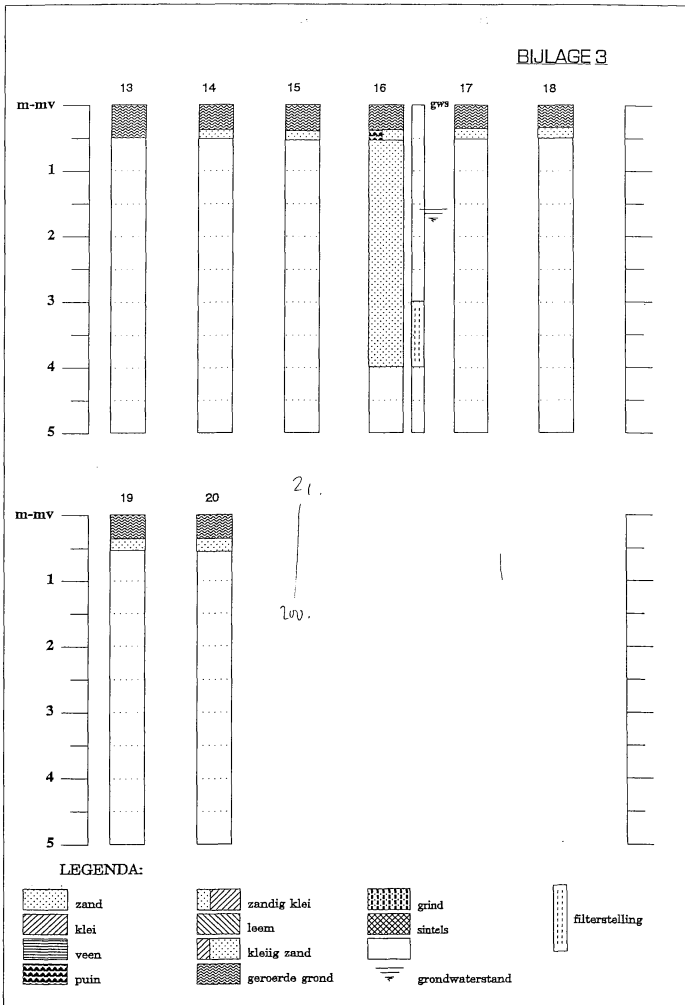 BIJLAGE 3
13 14 15 16 17 18
m-mv gws
1
2
3
4
5
19 20
m-mv
21.
200.
1
2
3
4
5
LEGENDA:
zand zandig klei grind filterstelling
klei leem sintels
veen kleiig zand
puin geroerde grond grondwaterstand